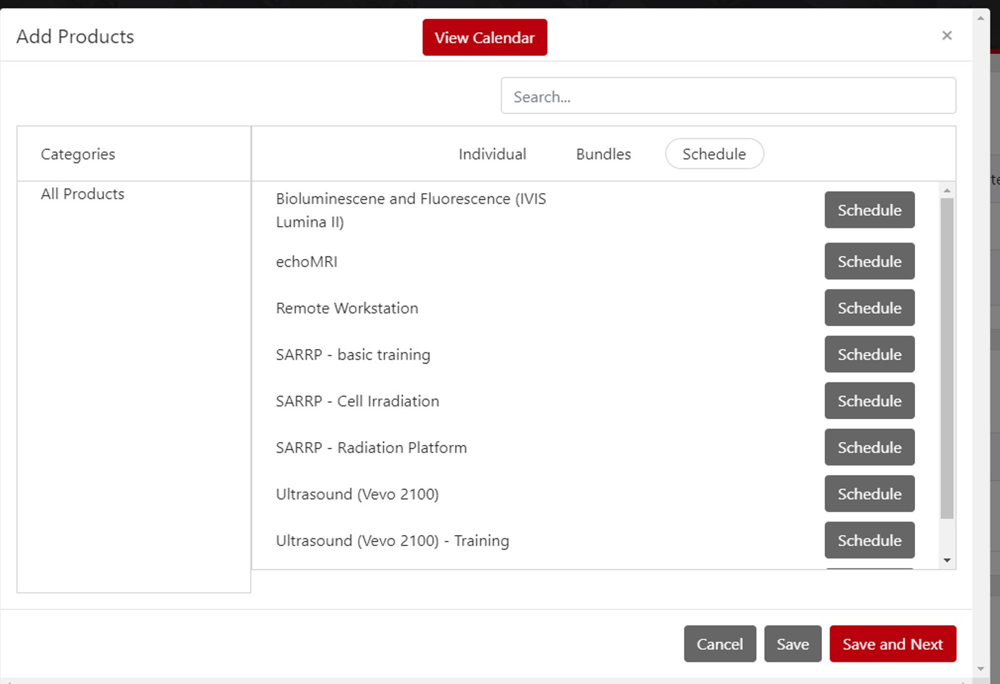 Add Products
View Calendar
×
Search...
Categories
Individual
Bundles
Schedule
All Products
Bioluminescene and Fluorescence (IVIS
Lumina II)
Schedule
echoMRI
Schedule
Remote Workstation
Schedule
SARRP - basic training
Schedule
SARRP - Cell Irradiation
Schedule
SARRP - Radiation Platform
Schedule
Ultrasound (Vevo 2100)
Schedule
Ultrasound (Vevo 2100) - Training
Schedule
Cancel
Save
Save and Next